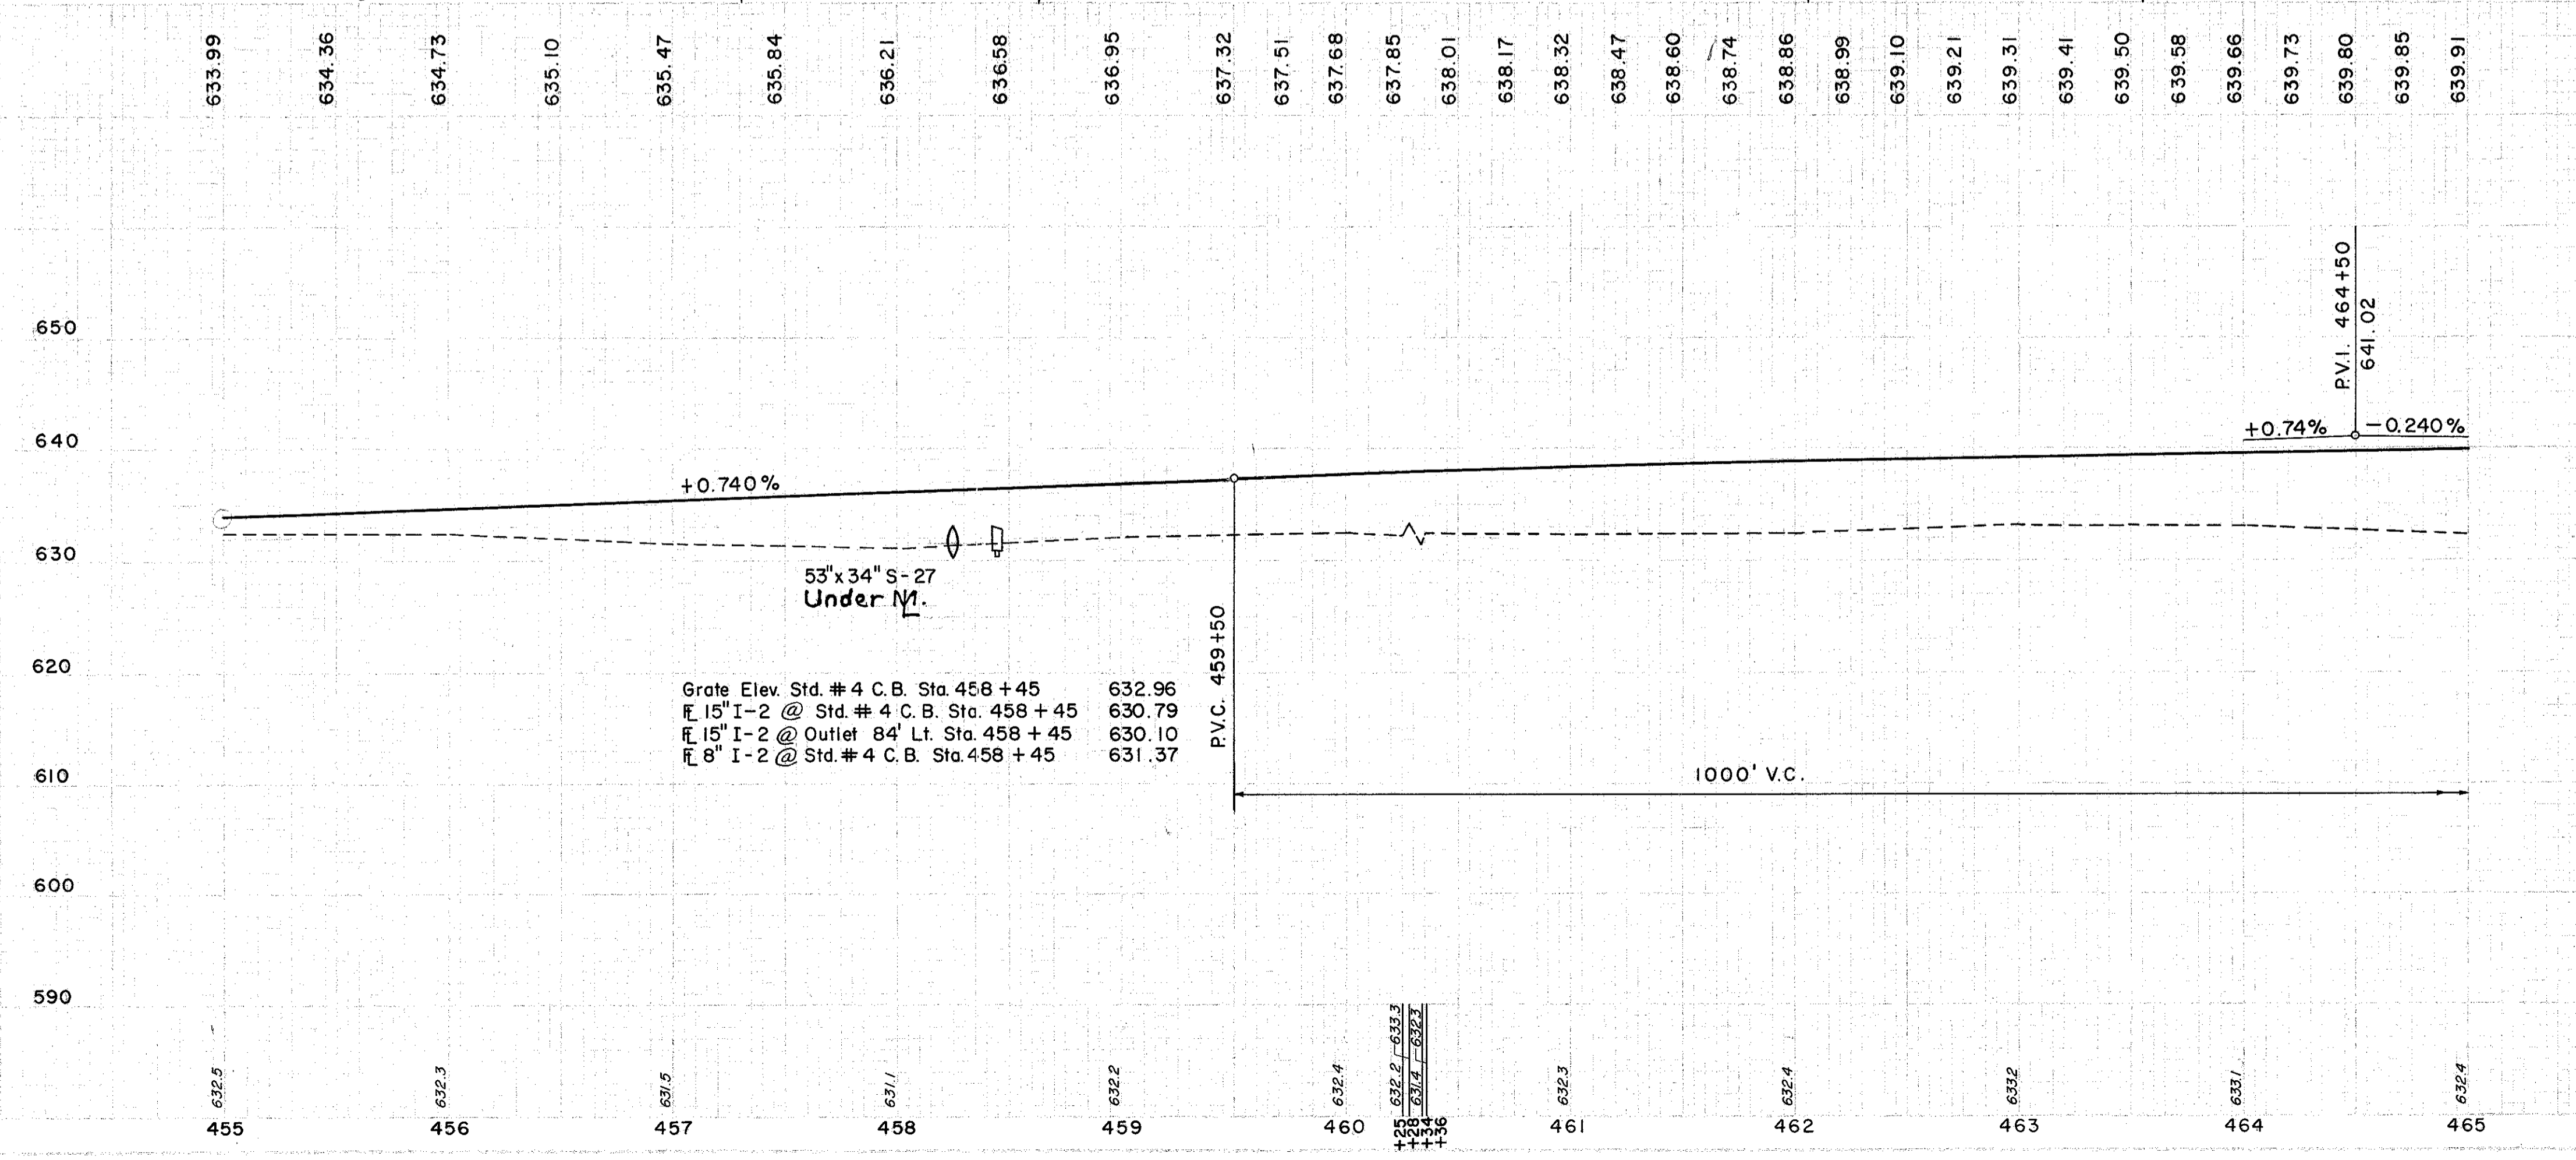 633.99 634.36 634.73 635.10 635.47 635.84 636.21 636.58 636.95 637.32 637.51 637.68 637.85 638.01 638.17 638.32 638.47 638.60 638.74 638.86 638.99 639.10 639.21 639.31 639.41 639.50 639.58 639.66 639.73 639.80 639.85 639.91
P.V.I. 464+50
641.02
650
640
+0.74% -0.240%
+0.740%
630
53"x34" S-27
Under
620
P.V.C. 459+50
Grate Elev. Std. #4 C.B. Sta. 458+45 632.96
FL 15" I-2 @ Std. #4 C.B. Sta. 458+45 630.79
FL 15" I-2 @ Outlet 84' Lt. Sta. 458+45 630.10
FL 8" I-2 @ Std. #4 C.B. Sta. 458+45 631.37
610
1000' V.C.
600
590
632.5 632.3 631.5 631.1 632.2 632.4 632.2 633.3 631.4 632.3 632.3 632.4 633.2 633.1 632.4
455 456 457 458 459 460 +25 +28 +34 +36 461 462 463 464 465